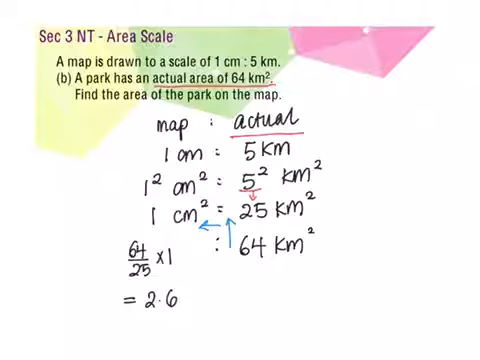 Sec 3 NT - Area Scale
A map is drawn to a scale of 1 cm : 5 km.
(b) A park has an actual area of 64 km².
Find the area of the park on the map.
map : actual
1 cm = 5 km
1² cm² = 5² km²
1 cm² = 25 km²
64/25 × 1 : 64 km²
= 2.6